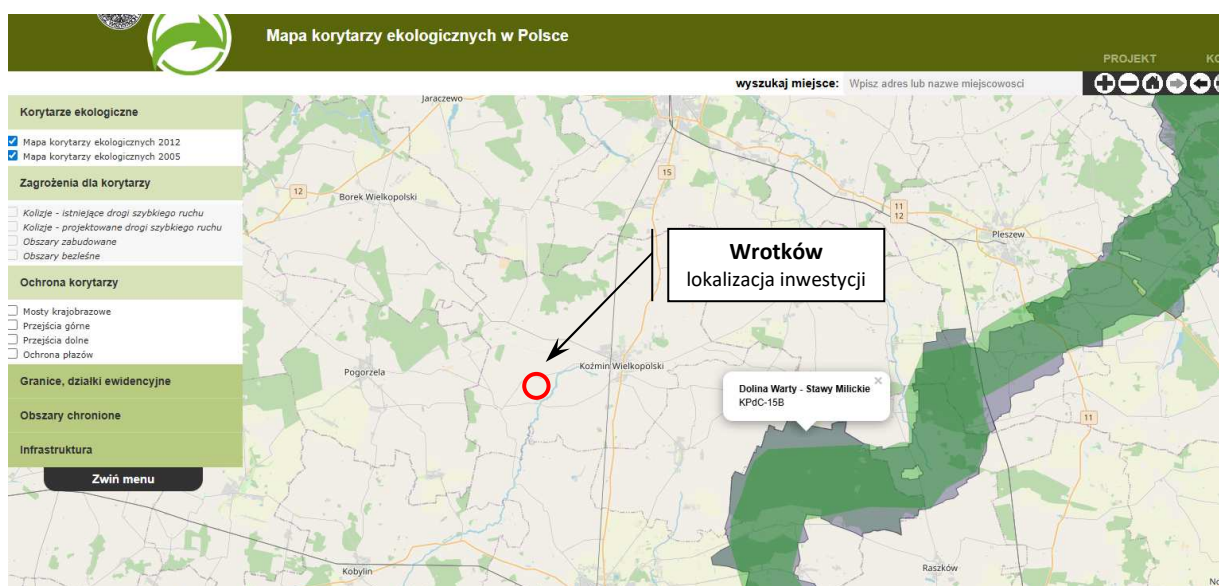 Mapa korytarzy ekologicznych w Polsce
PROJEKT
wyszukaj miejsce: Wpisz adres lub nazwe miejscowosci
Korytarze ekologiczne
Mapa korytarzy ekologicznych 2012
Mapa korytarzy ekologicznych 2005
Zagrożenia dla korytarzy
Kolizje - istniejące drogi szybkiego ruchu
Kolizje - projektowane drogi szybkiego ruchu
Obszary zabudowane
Obszary bezleśne
Ochrona korytarzy
Mosty krajobrazowe
Przejścia górne
Przejścia dolne
Ochrona płazów
Granice, działki ewidencyjne
Obszary chronione
Infrastruktura
Zwiń menu
Jaraczewo
15
12
Borek Wielkopolski
11
12
Pleszew
Wrotków
lokalizacja inwestycji
Pogorzela
Koźmin Wielkopolski
Dolina Warty - Stawy Milickie
KPdC-15B
11
Kobylin
Raszków